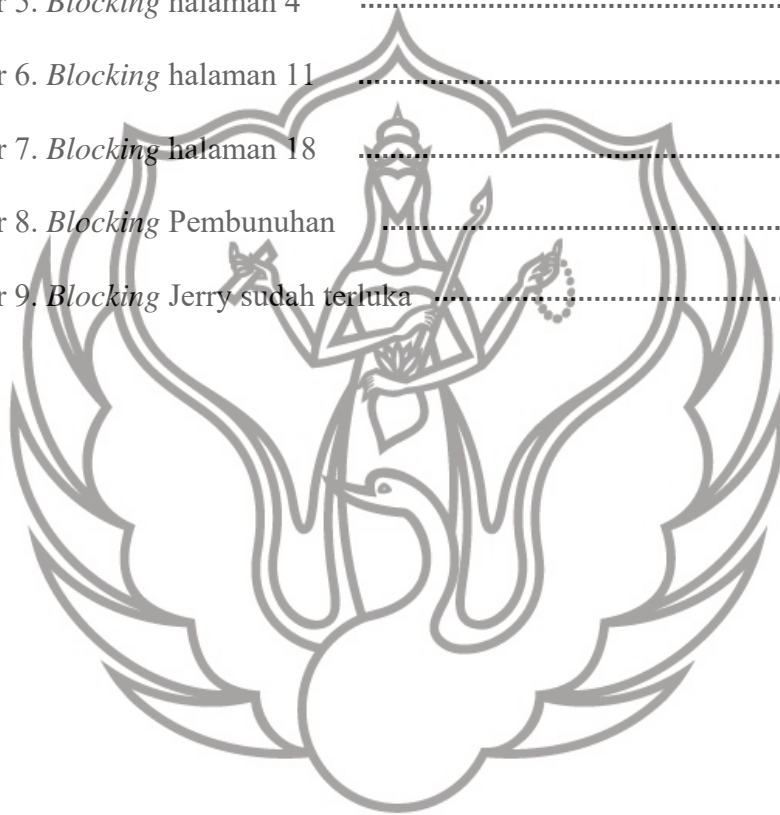 r 5. Blocking halaman 4 ........................................................
r 6. Blocking halaman 11 ........................................................
r 7. Blocking halaman 18 ........................................................
r 8. Blocking Pembunuhan ........................................................
r 9. Blocking Jerry sudah terluka ................................................